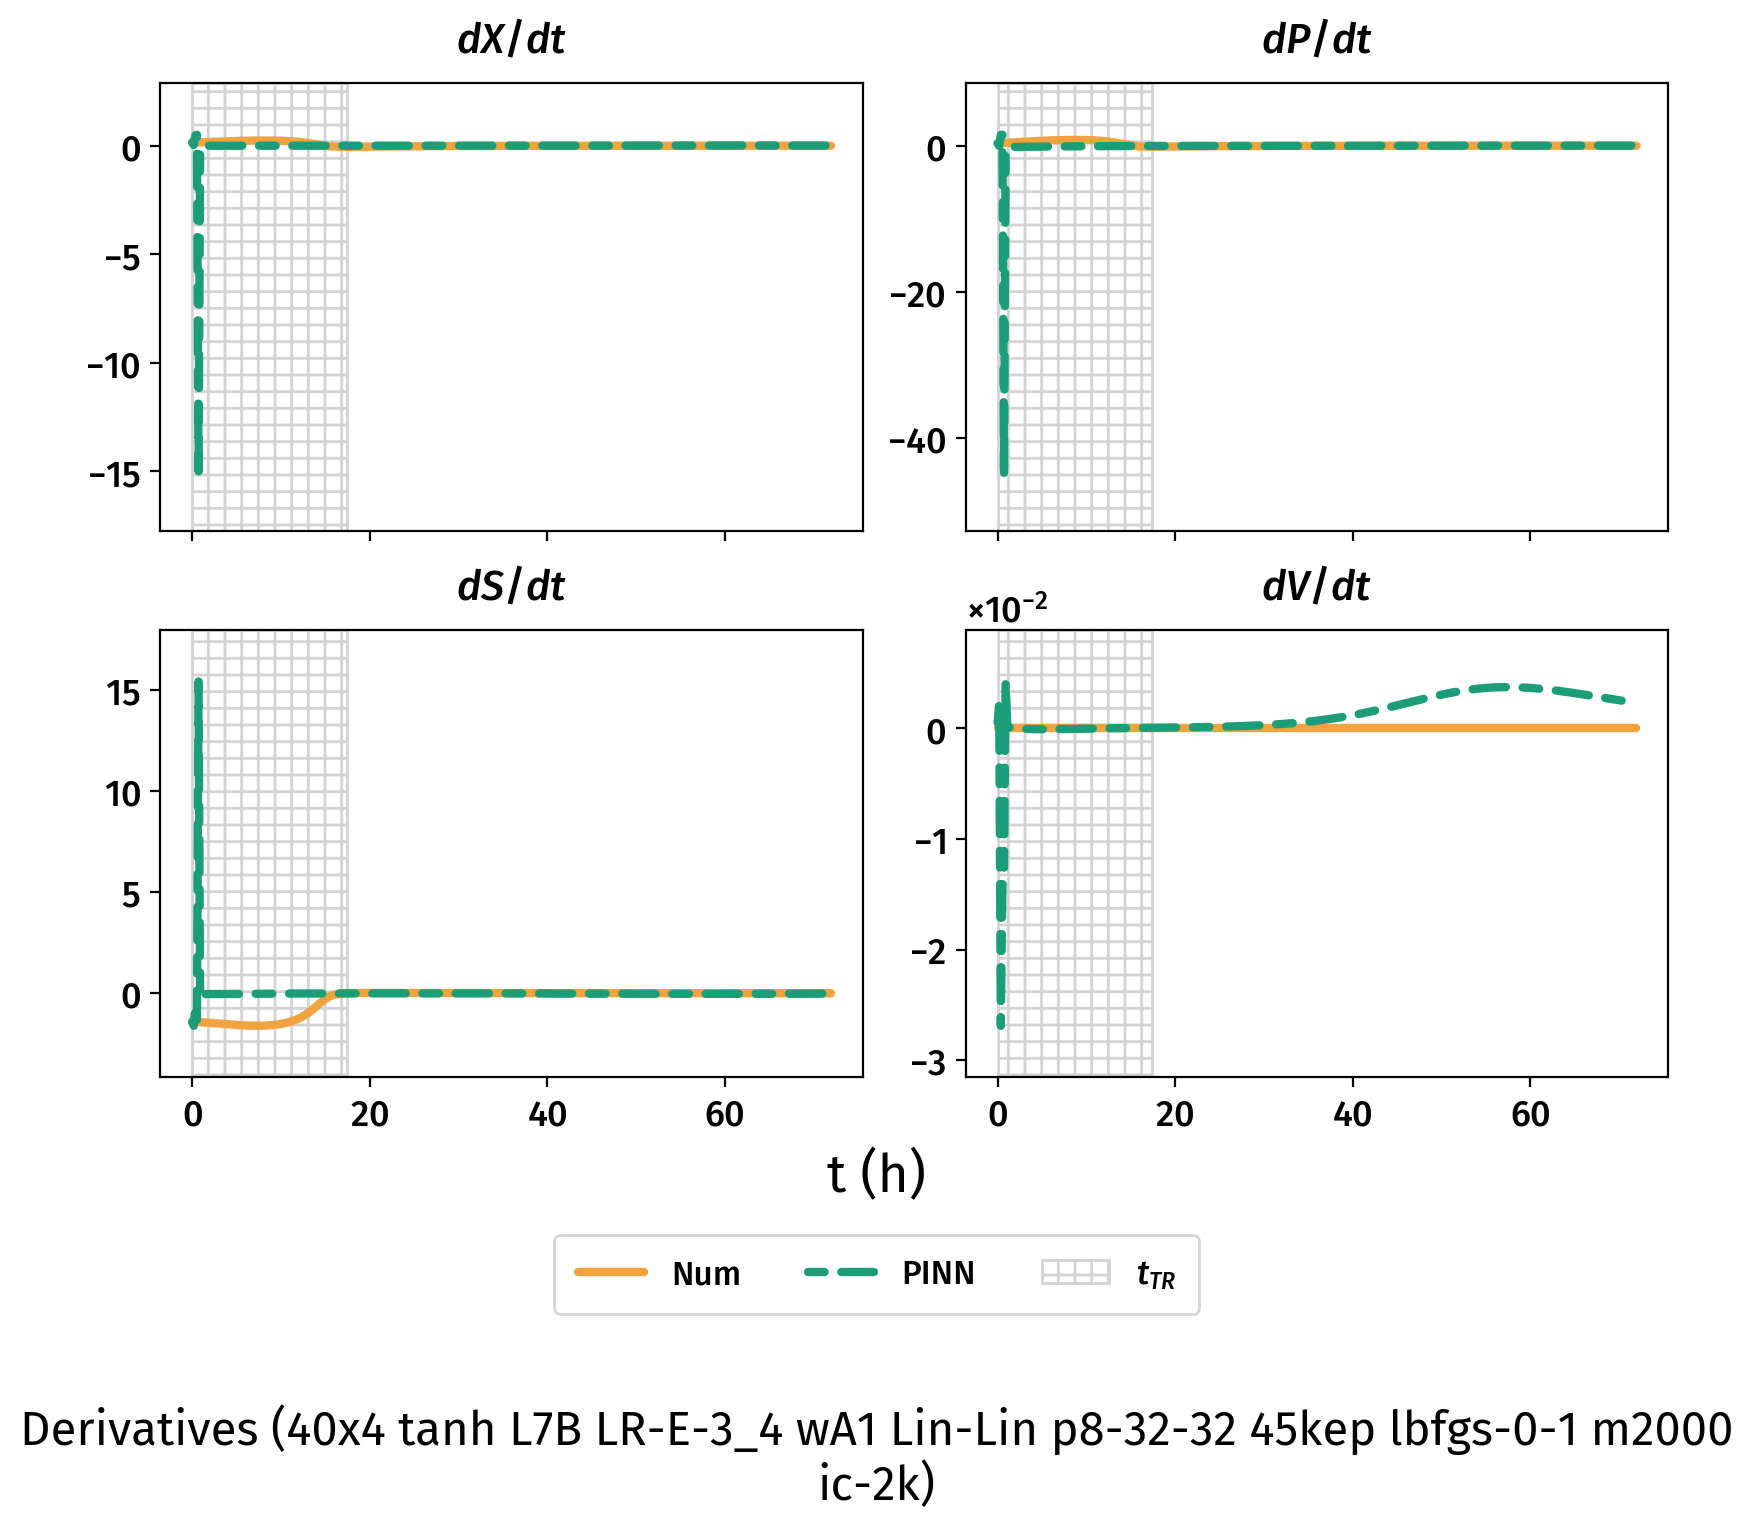 dX/dt
dP/dt
0
−5
−10
−15
0
−20
−40
dS/dt
dV/dt
×10⁻²
15
10
5
0
0
−1
−2
−3
0 20 40 60
0 20 40 60
t (h)
Num PINN t_TR
Derivatives (40x4 tanh L7B LR-E-3_4 wA1 Lin-Lin p8-32-32 45kep lbfgs-0-1 m2000
ic-2k)